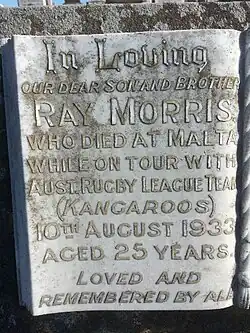 In Loving
OUR DEAR SON AND BROTHER
RAY MORRIS
WHO DIED AT MALTA
WHILE ON TOUR WITH
AUST. RUGBY LEAGUE TEAM
(KANGAROOS)
10TH AUGUST 1933
AGED 25 YEARS.
LOVED AND
REMEMBERED BY ALL